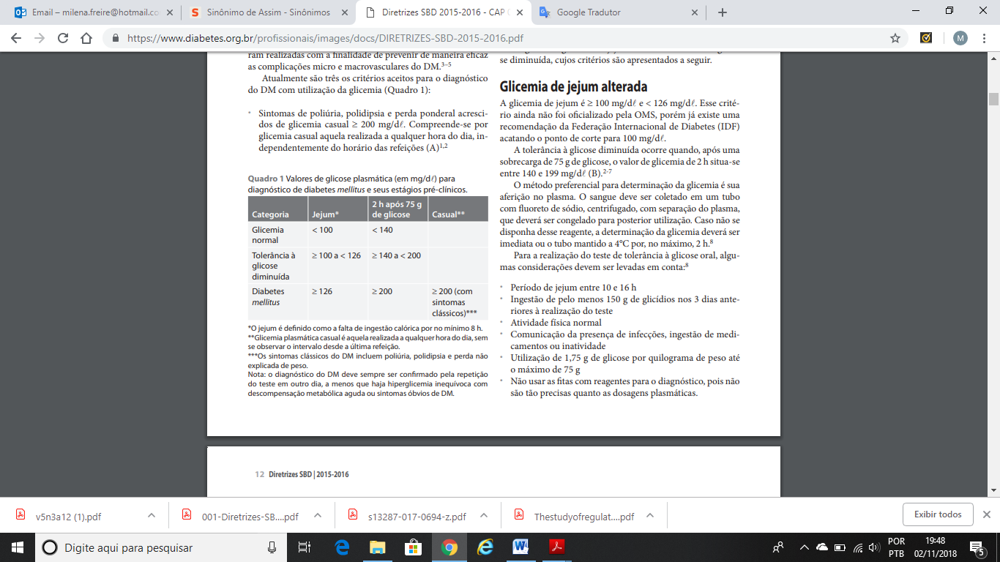 Email – milena.freire@hotmail.co
Sinônimo de Assim - Sinônimos
Diretrizes SBD 2015-2016 - CAP
Google Tradutor
https://www.diabetes.org.br/profissionais/images/docs/DIRETRIZES-SBD-2015-2016.pdf
M
ram realizadas com a finalidade de prevenir de maneira eficaz
as complicações micro e macrovasculares do DM.3–5
Atualmente são três os critérios aceitos para o diagnóstico
do DM com utilização da glicemia (Quadro 1):
• Sintomas de poliúria, polidipsia e perda ponderal acresci-
dos de glicemia casual ≥ 200 mg/dℓ. Compreende-se por
glicemia casual aquela realizada a qualquer hora do dia, in-
dependentemente do horário das refeições (A)1,2
Quadro 1 Valores de glicose plasmática (em mg/dℓ) para
diagnóstico de diabetes mellitus e seus estágios pré-clínicos.
Categoria Jejum* 2 h após 75 g de glicose Casual**
Glicemia normal < 100 < 140
Tolerância à glicose diminuída ≥ 100 a < 126 ≥ 140 a < 200
Diabetes mellitus ≥ 126 ≥ 200 ≥ 200 (com sintomas clássicos)***
*O jejum é definido como a falta de ingestão calórica por no mínimo 8 h.
**Glicemia plasmática casual é aquela realizada a qualquer hora do dia, sem
se observar o intervalo desde a última refeição.
***Os sintomas clássicos do DM incluem poliúria, polidipsia e perda não
explicada de peso.
Nota: o diagnóstico do DM deve sempre ser confirmado pela repetição
do teste em outro dia, a menos que haja hiperglicemia inequívoca com
descompensação metabólica aguda ou sintomas óbvios de DM.
se diminuída, cujos critérios são apresentados a seguir.
Glicemia de jejum alterada
A glicemia de jejum é ≥ 100 mg/dℓ e < 126 mg/dℓ. Esse crité-
rio ainda não foi oficializado pela OMS, porém já existe uma
recomendação da Federação Internacional de Diabetes (IDF)
acatando o ponto de corte para 100 mg/dℓ.
A tolerância à glicose diminuída ocorre quando, após uma
sobrecarga de 75 g de glicose, o valor de glicemia de 2 h situa-se
entre 140 e 199 mg/dℓ (B).2-7
O método preferencial para determinação da glicemia é sua
aferição no plasma. O sangue deve ser coletado em um tubo
com fluoreto de sódio, centrifugado, com separação do plasma,
que deverá ser congelado para posterior utilização. Caso não se
disponha desse reagente, a determinação da glicemia deverá ser
imediata ou o tubo mantido a 4°C por, no máximo, 2 h.8
Para a realização do teste de tolerância à glicose oral, algu-
mas considerações devem ser levadas em conta:8
• Período de jejum entre 10 e 16 h
• Ingestão de pelo menos 150 g de glicídios nos 3 dias ante-
riores à realização do teste
• Atividade física normal
• Comunicação da presença de infecções, ingestão de medi-
camentos ou inatividade
• Utilização de 1,75 g de glicose por quilograma de peso até
o máximo de 75 g
• Não usar as fitas com reagentes para o diagnóstico, pois não
são tão precisas quanto as dosagens plasmáticas.
12 Diretrizes SBD | 2015-2016
v5n3a12 (1).pdf
001-Diretrizes-SB....pdf
s13287-017-0694-z.pdf
Thestudyofregulat....pdf
Exibir todos
Digite aqui para pesquisar
POR
PTB
19:48
02/11/2018
5